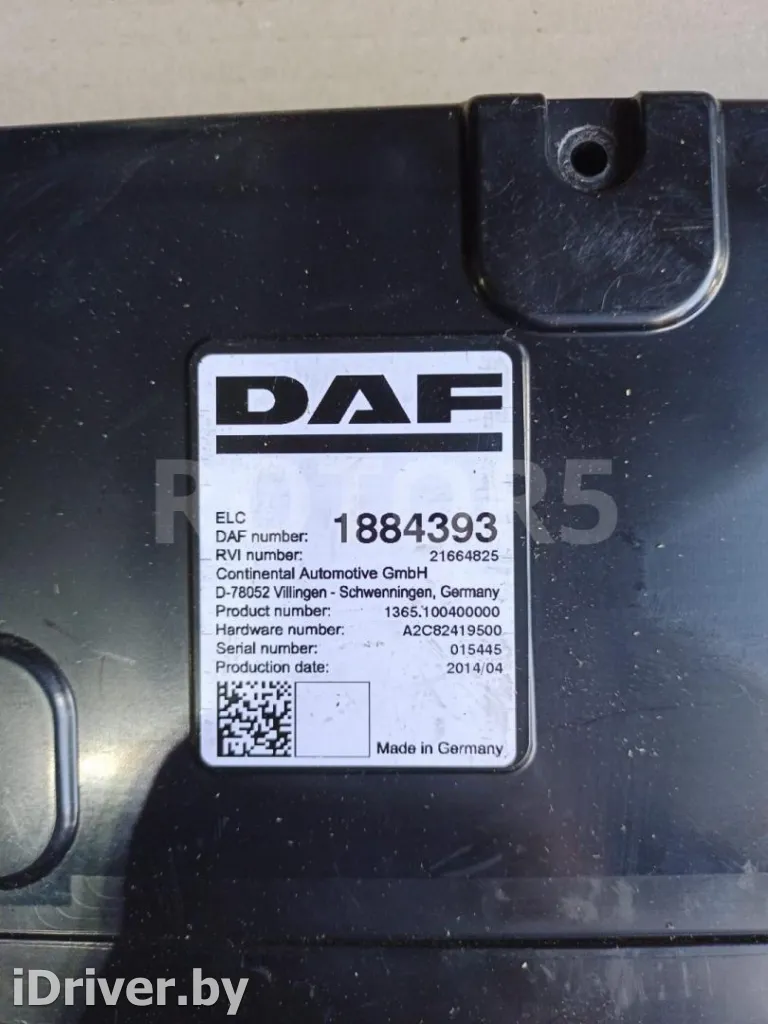 DAF
ROTOR5
ELC
DAF number: 1884393
RVI number: 21664825
Continental Automotive GmbH
D-78052 Villingen - Schwenningen, Germany
Product number: 1365.100400000
Hardware number: A2C82419500
Serial number: 015445
Production date: 2014/04
Made in Germany
iDriver.by